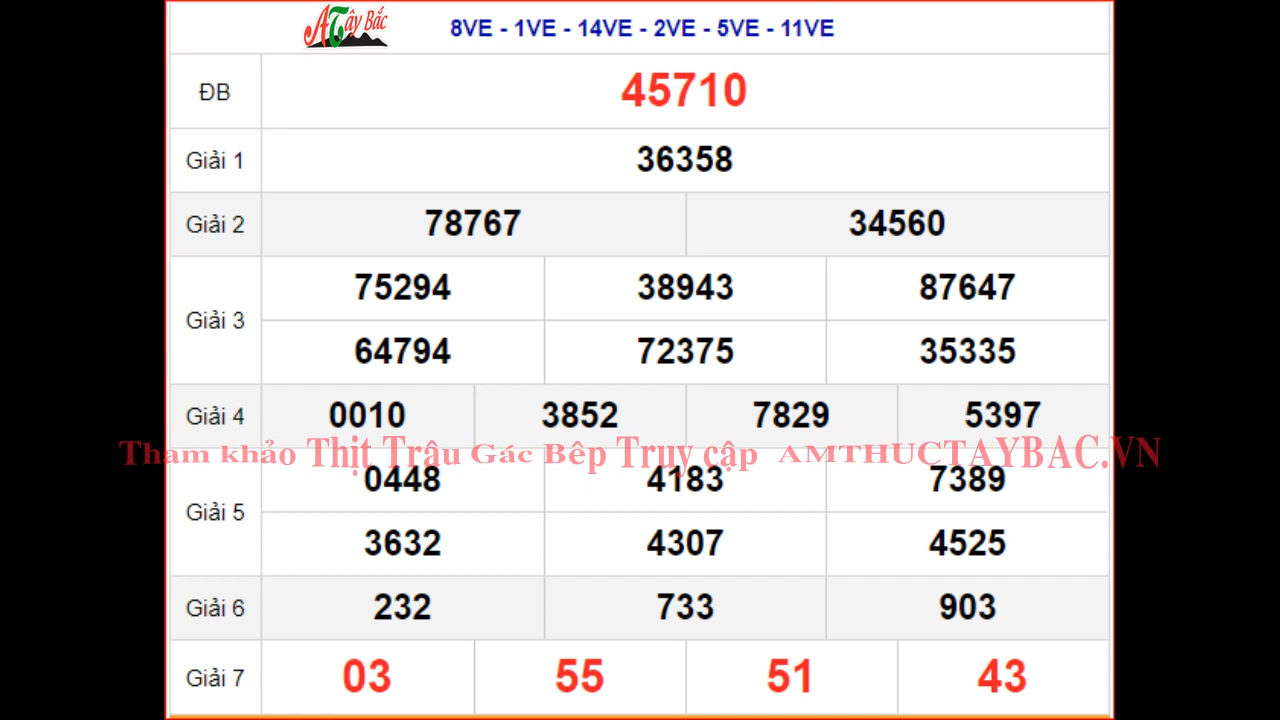 ATây Bắc 8VE - 1VE - 14VE - 2VE - 5VE - 11VE
ĐB 45710
Giải 1 36358
Giải 2 78767 34560
Giải 3 75294 38943 87647
64794 72375 35335
Giải 4 0010 3852 7829 5397
Tham khảo Thịt Trâu Gác Bêp Truy cập AMTHUCTAYBAC.VN
Giải 5 0448 4183 7389
3632 4307 4525
Giải 6 232 733 903
Giải 7 03 55 51 43